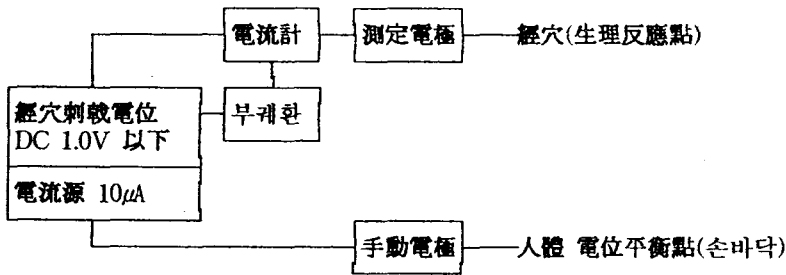 電流計
測定電極
經穴(生理反應點)
經穴刺戟電位
DC 1.0V 以下
부궤환
電流源 10μA
手動電極
人體 電位平衡點(손바닥)